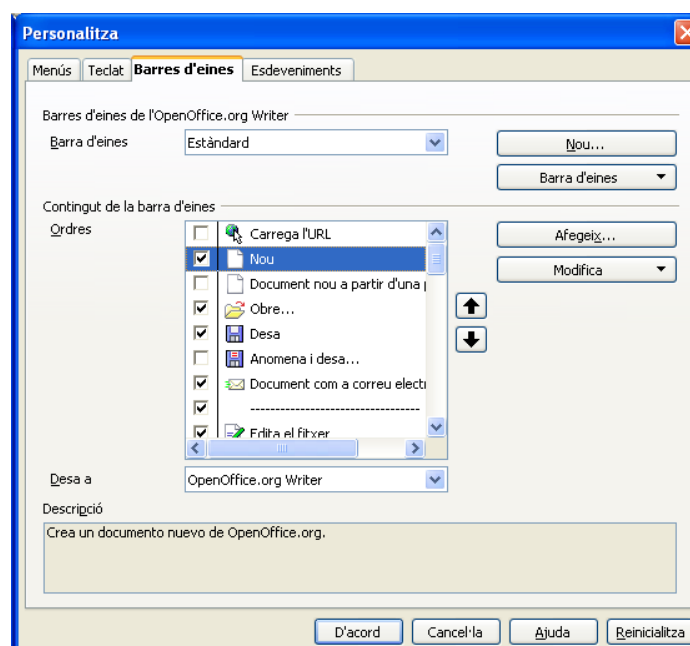 Personalitza
Menús Teclat Barres d'eines Esdeveniments
Barres d'eines de l'OpenOffice.org Writer
Barra d'eines Estàndard Nou...
Barra d'eines
Contingut de la barra d'eines
Ordres Carrega l'URL Afegeix...
Nou
Modifica
Document nou a partir d'una
Obre...
Desa
Anomena i desa...
Document com a correu electr
----------------------------------
Edita el fitxer
Desa a OpenOffice.org Writer
Descripció
Crea un documento nuevo de OpenOffice.org.
D'acord Cancel·la Ajuda Reinicialitza